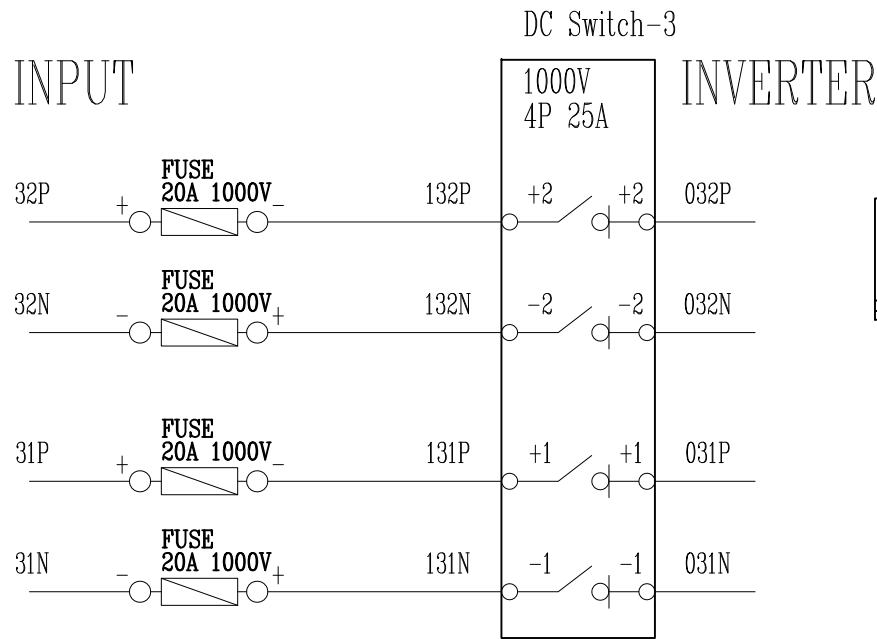 DC Switch-3
INPUT
1000V
4P 25A
INVERTER
FUSE
20A 1000V
32P
+
-
132P
+2
+2
032P
FUSE
20A 1000V
32N
-
+
132N
-2
-2
032N
FUSE
20A 1000V
31P
+
-
131P
+1
+1
031P
FUSE
20A 1000V
31N
-
+
131N
-1
-1
031N